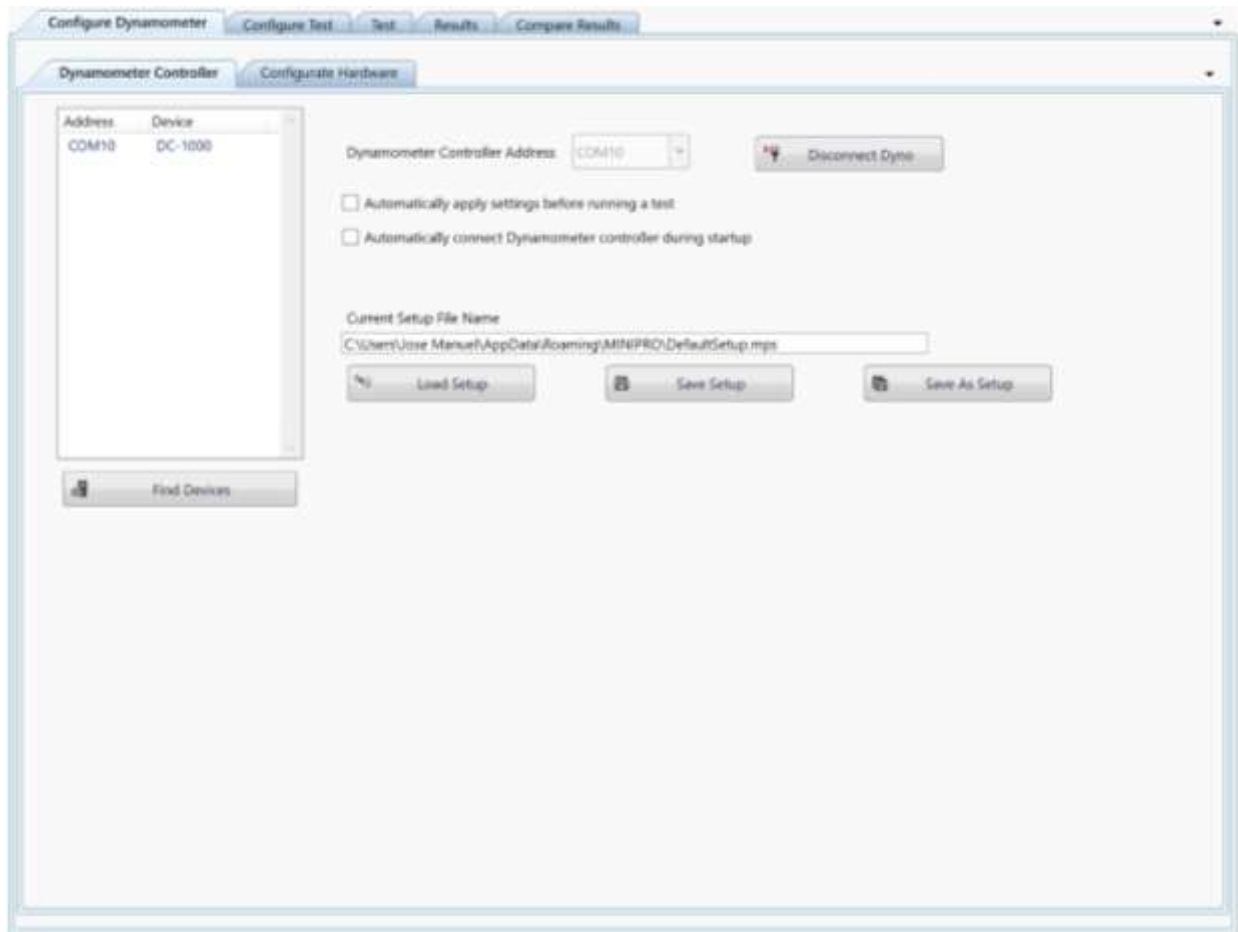 Configure Dynamometer Configure Test Test Results Compare Results
Dynamometer Controller Configurate Hardware
Address Device
COM10 DC-1000
Dynamometer Controller Address COM10 Disconnect Dyno
Automatically apply settings before running a test
Automatically connect Dynamometer controller during startup
Current Setup File Name
C:\Users\Jose Manuel\AppData\Roaming\MINIPRO\DefaultSetup.mps
Load Setup Save Setup Save As Setup
Find Devices